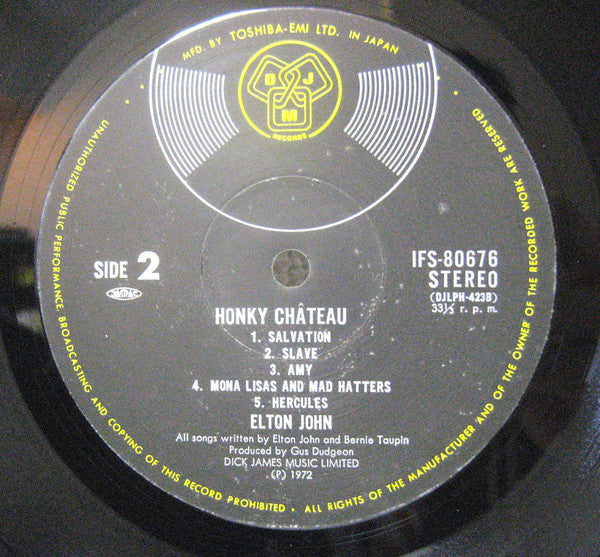 MFD. BY TOSHIBA-EMI LTD. IN JAPAN
D J
M
RECORDS
SIDE 2
IFS-80676
STEREO
(DJLPH-423B)
33⅓ r. p. m.
HONKY CHÂTEAU
1. SALVATION
2. SLAVE
3. AMY
4. MONA LISAS AND MAD HATTERS
5. HERCULES
ELTON JOHN
All songs written by Elton John and Bernie Taupin
Produced by Gus Dudgeon
DICK JAMES MUSIC LIMITED
(P) 1972
UNAUTHORIZED PUBLIC PERFORMANCE, BROADCASTING AND COPYING OF THIS RECORD PROHIBITED • ALL RIGHTS OF THE MANUFACTURER AND OF THE OWNER OF THE RECORDED WORK ARE RESERVED